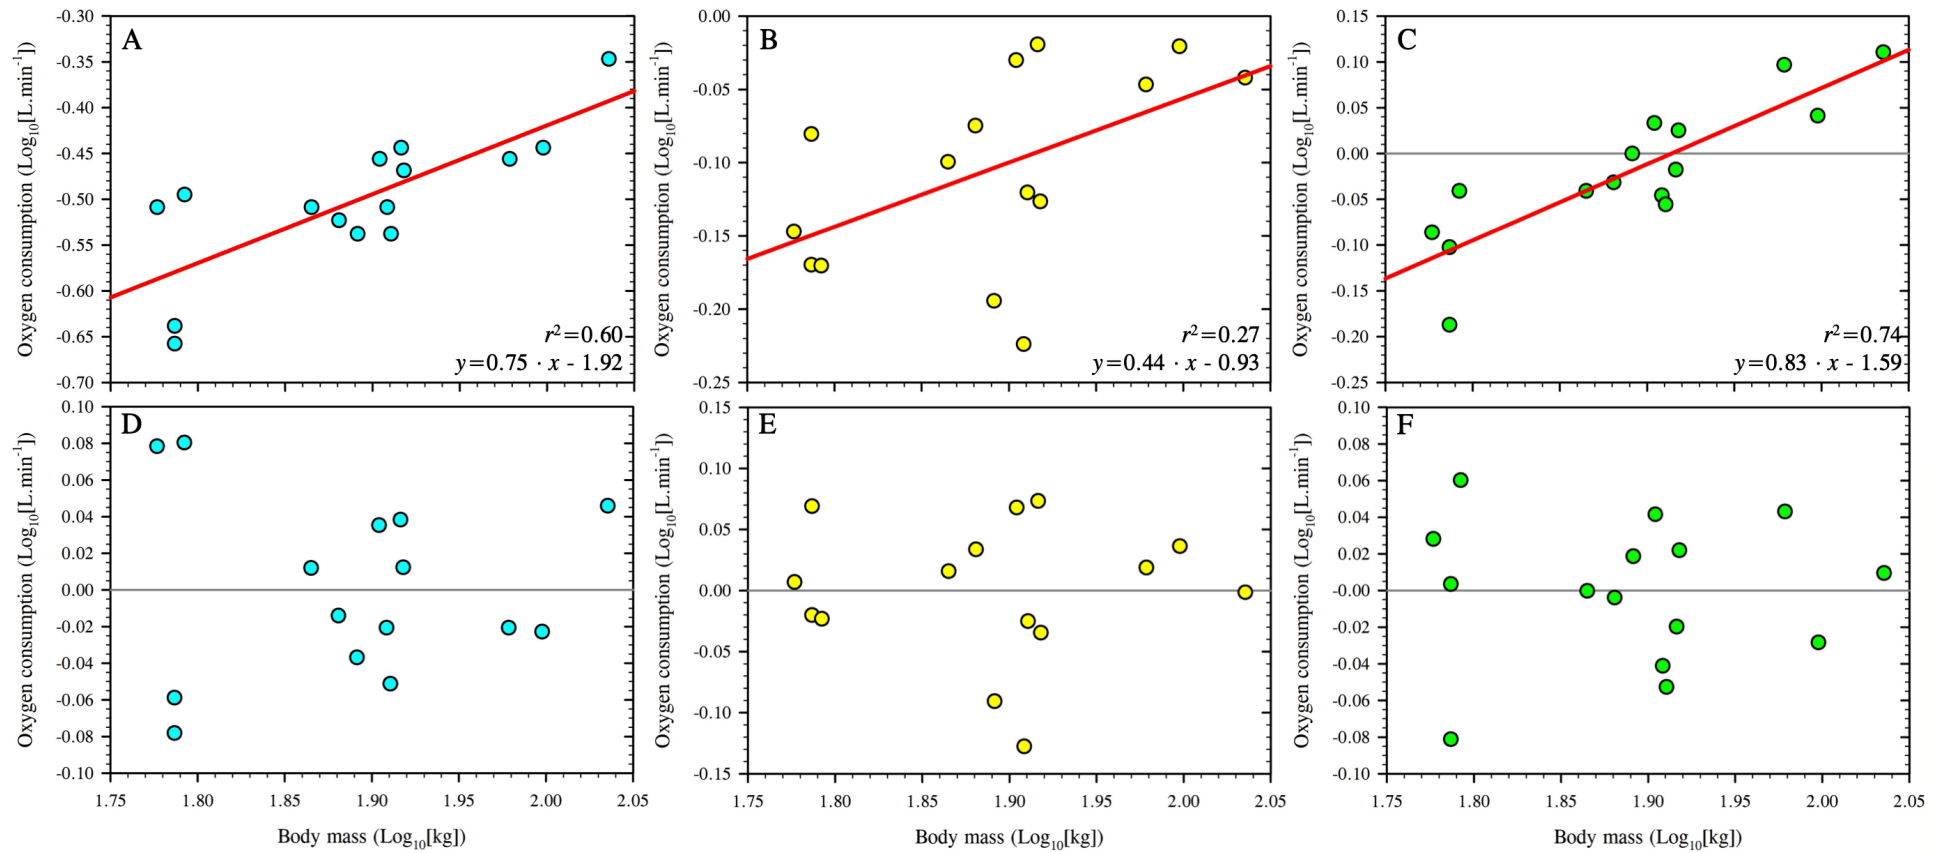 A
-0.30
-0.35
-0.40
-0.45
-0.50
-0.55
-0.60
-0.65
-0.70
Oxygen consumption (Log10[L.min-1])
r2=0.60
y=0.75 · x - 1.92
B
0.00
-0.05
-0.10
-0.15
-0.20
-0.25
Oxygen consumption (Log10[L.min-1])
r2=0.27
y=0.44 · x - 0.93
C
0.15
0.10
0.05
0.00
-0.05
-0.10
-0.15
-0.20
-0.25
Oxygen consumption (Log10[L.min-1])
r2=0.74
y=0.83 · x - 1.59
D
0.10
0.08
0.06
0.04
0.02
0.00
-0.02
-0.04
-0.06
-0.08
-0.10
Oxygen consumption (Log10[L.min-1])
1.75 1.80 1.85 1.90 1.95 2.00 2.05
Body mass (Log10[kg])
E
0.15
0.10
0.05
0.00
-0.05
-0.10
-0.15
Oxygen consumption (Log10[L.min-1])
1.75 1.80 1.85 1.90 1.95 2.00 2.05
Body mass (Log10[kg])
F
0.10
0.08
0.06
0.04
0.02
-0.00
-0.02
-0.04
-0.06
-0.08
-0.10
Oxygen consumption (Log10[L.min-1])
1.75 1.80 1.85 1.90 1.95 2.00 2.05
Body mass (Log10[kg])